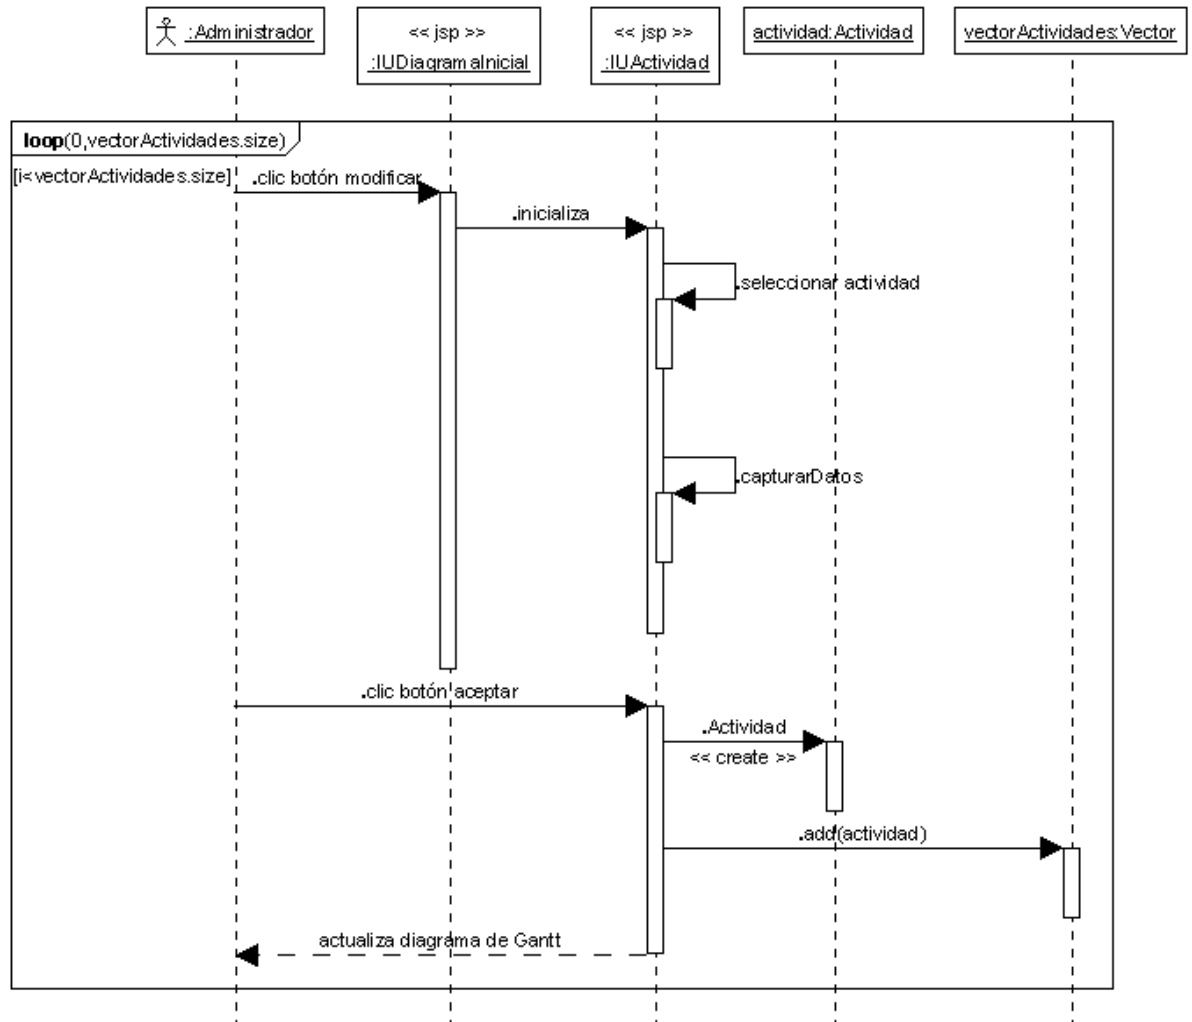 :Administrador
<< jsp >>
:IUDiagramaInicial
<< jsp >>
:IUActividad
actividad:Actividad
vectorActividades:Vector
loop(0,vectorActividades.size)
[i<vectorActividades.size]
.clic botón modificar
.inicializa
.seleccionar actividad
.capturarDatos
.clic botón aceptar
.Actividad
<< create >>
.add(actividad)
actualiza diagrama de Gantt